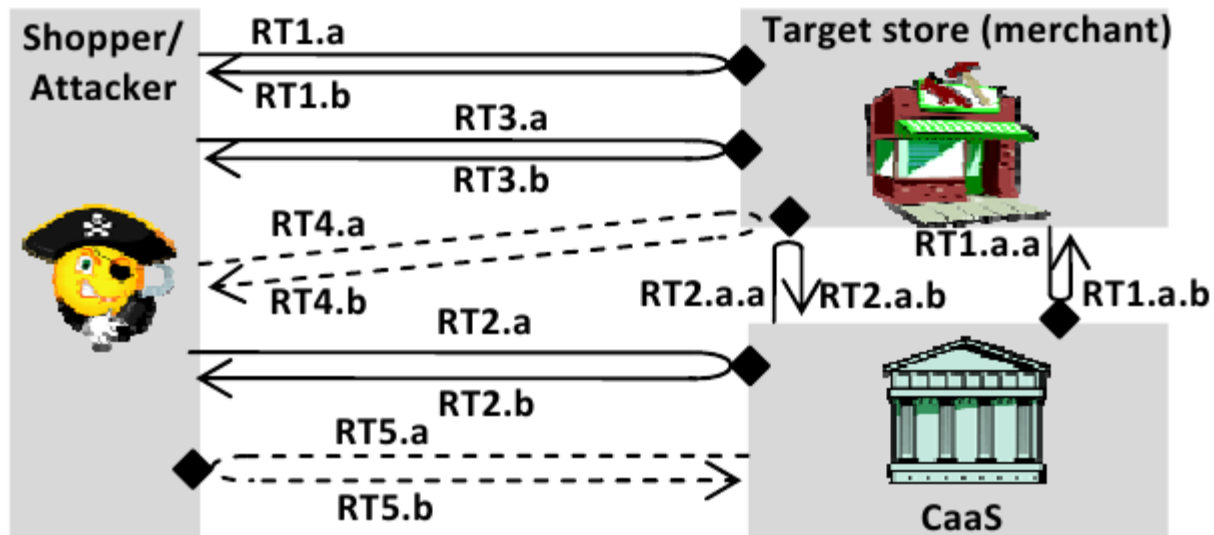 Shopper/
Attacker
RT1.a
RT1.b
RT3.a
RT3.b
RT4.a
RT4.b
RT2.a
RT2.b
RT5.a
RT5.b
Target store (merchant)
RT1.a.a
RT2.a.a
RT2.a.b
RT1.a.b
CaaS